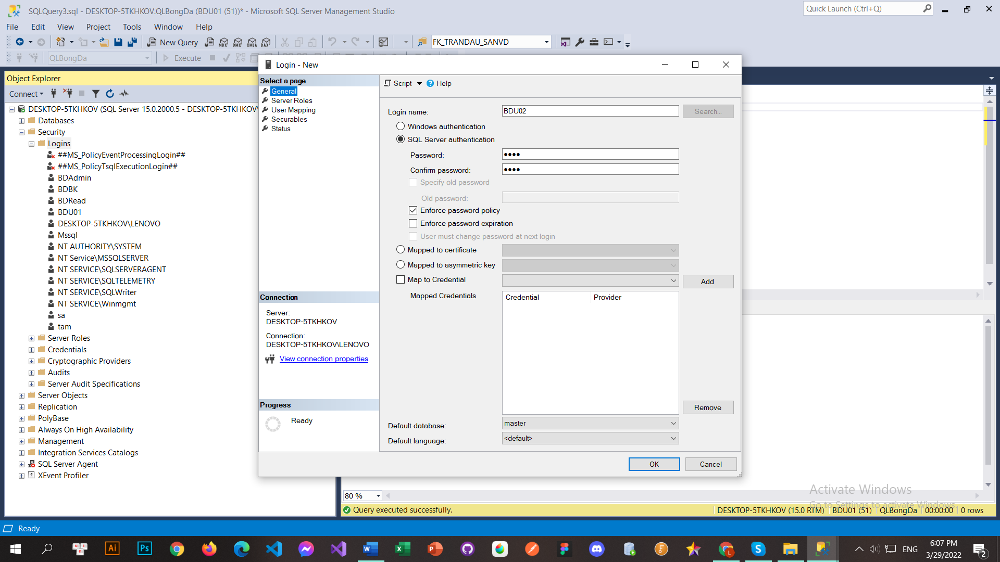 SQLQuery3.sql - DESKTOP-5TKHKOV.QLBongDa (BDU01 (51))* - Microsoft SQL Server Management Studio
Quick Launch (Ctrl+Q)
File Edit View Project Tools Window Help
New Query MDX DMX XMLA DAX FK_TRANDAU_SANVD
QLBongDa Execute
Object Explorer
Connect
DESKTOP-5TKHKOV (SQL Server 15.0.2000.5 - DESKTOP-5TKHKOV\
Databases
Security
Logins
##MS_PolicyEventProcessingLogin##
##MS_PolicyTsqlExecutionLogin##
BDAdmin
BDBK
BDRead
BDU01
DESKTOP-5TKHKOV\LENOVO
Mssql
NT AUTHORITY\SYSTEM
NT Service\MSSQLSERVER
NT SERVICE\SQLSERVERAGENT
NT SERVICE\SQLTELEMETRY
NT SERVICE\SQLWriter
NT SERVICE\Winmgmt
sa
tam
Server Roles
Credentials
Cryptographic Providers
Audits
Server Audit Specifications
Server Objects
Replication
PolyBase
Always On High Availability
Management
Integration Services Catalogs
SQL Server Agent
XEvent Profiler
Login - New
Select a page
General
Server Roles
User Mapping
Securables
Status
Connection
Server:
DESKTOP-5TKHKOV
Connection:
DESKTOP-5TKHKOV\LENOVO
View connection properties
Progress
Ready
Script Help
Login name: BDU02 Search...
Windows authentication
SQL Server authentication
Password: ●●●●
Confirm password: ●●●●
Specify old password
Old password:
Enforce password policy
Enforce password expiration
User must change password at next login
Mapped to certificate
Mapped to asymmetric key
Map to Credential Add
Mapped Credentials Credential Provider
Remove
Default database: master
Default language: <default>
OK Cancel
80 %
Activate Windows
Go to Settings to activate Windows.
Query executed successfully. DESKTOP-5TKHKOV (15.0 RTM) BDU01 (51) QLBongDa 00:00:00 0 rows
Ready
Ai Ps ENG 6:07 PM
3/29/2022 2